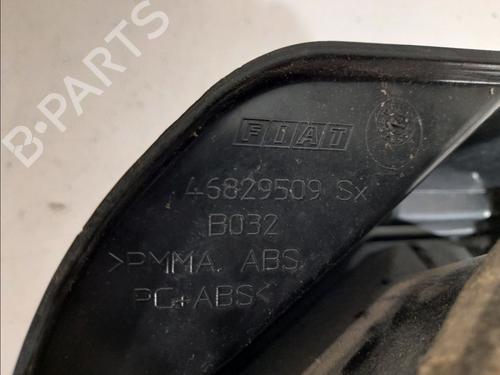 FIAT
46829509 Sx
B032
>PMMA ABS
PC+ABS<
B-PARTS